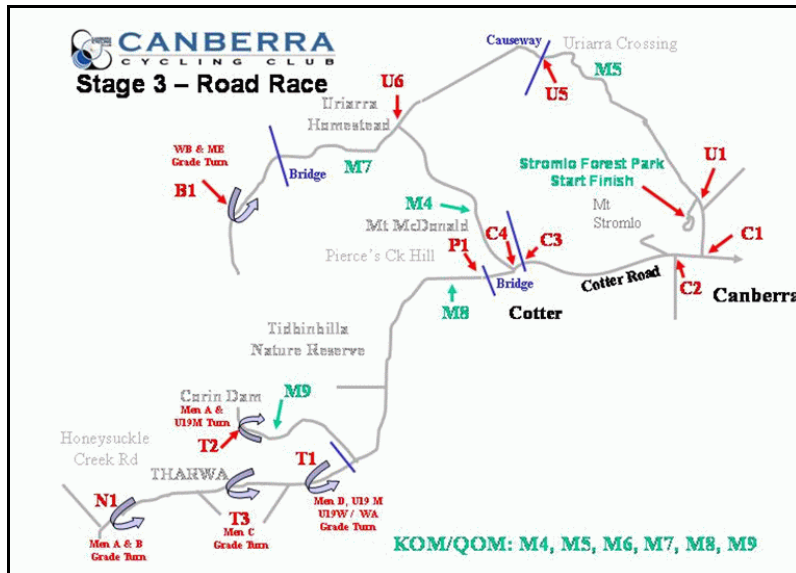 CANBERRA
CYCLING CLUB
Stage 3 – Road Race
Causeway
Uriarra Crossing
M5
U6
U5
Uriarra
Homestead
WB & ME
Grade Turn
B1
Bridge
M7
Stromlo Forest Park
Start Finish
U1
M4
Mt McDonald
Mt
Stromlo
C4
C3
C1
P1
Pierce's Ck Hill
Bridge
Cotter Road
C2
Canberra
M8
Cotter
Tidbinbilla
Nature Reserve
Corin Dam
M9
Men A &
U19M Turn
T2
Honeysuckle
Creek Rd
THARWA
T1
N1
Men D, U19 M
U19W / WA
Grade Turn
T3
Men C
Grade Turn
Men A & B
Grade Turn
KOM/QOM: M4, M5, M6, M7, M8, M9